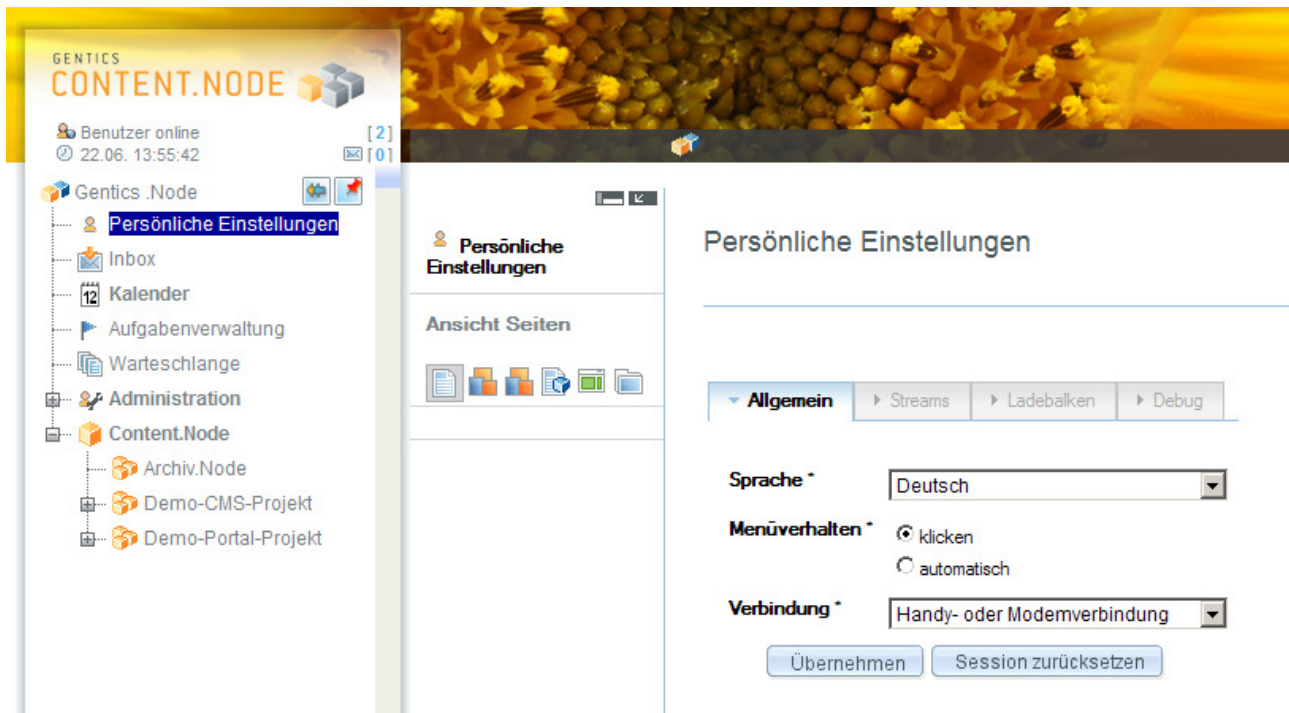 GENTICS
CONTENT.NODE
Benutzer online [2]
22.06. 13:55:42 [0]
Gentics .Node
Persönliche Einstellungen
Inbox
12 Kalender
Aufgabenverwaltung
Warteschlange
Administration
Content.Node
Archiv.Node
Demo-CMS-Projekt
Demo-Portal-Projekt
Persönliche
Einstellungen
Ansicht Seiten
Persönliche Einstellungen
Allgemein Streams Ladebalken Debug
Sprache * Deutsch
Menüverhalten * klicken
automatisch
Verbindung * Handy- oder Modemverbindung
Übernehmen Session zurücksetzen